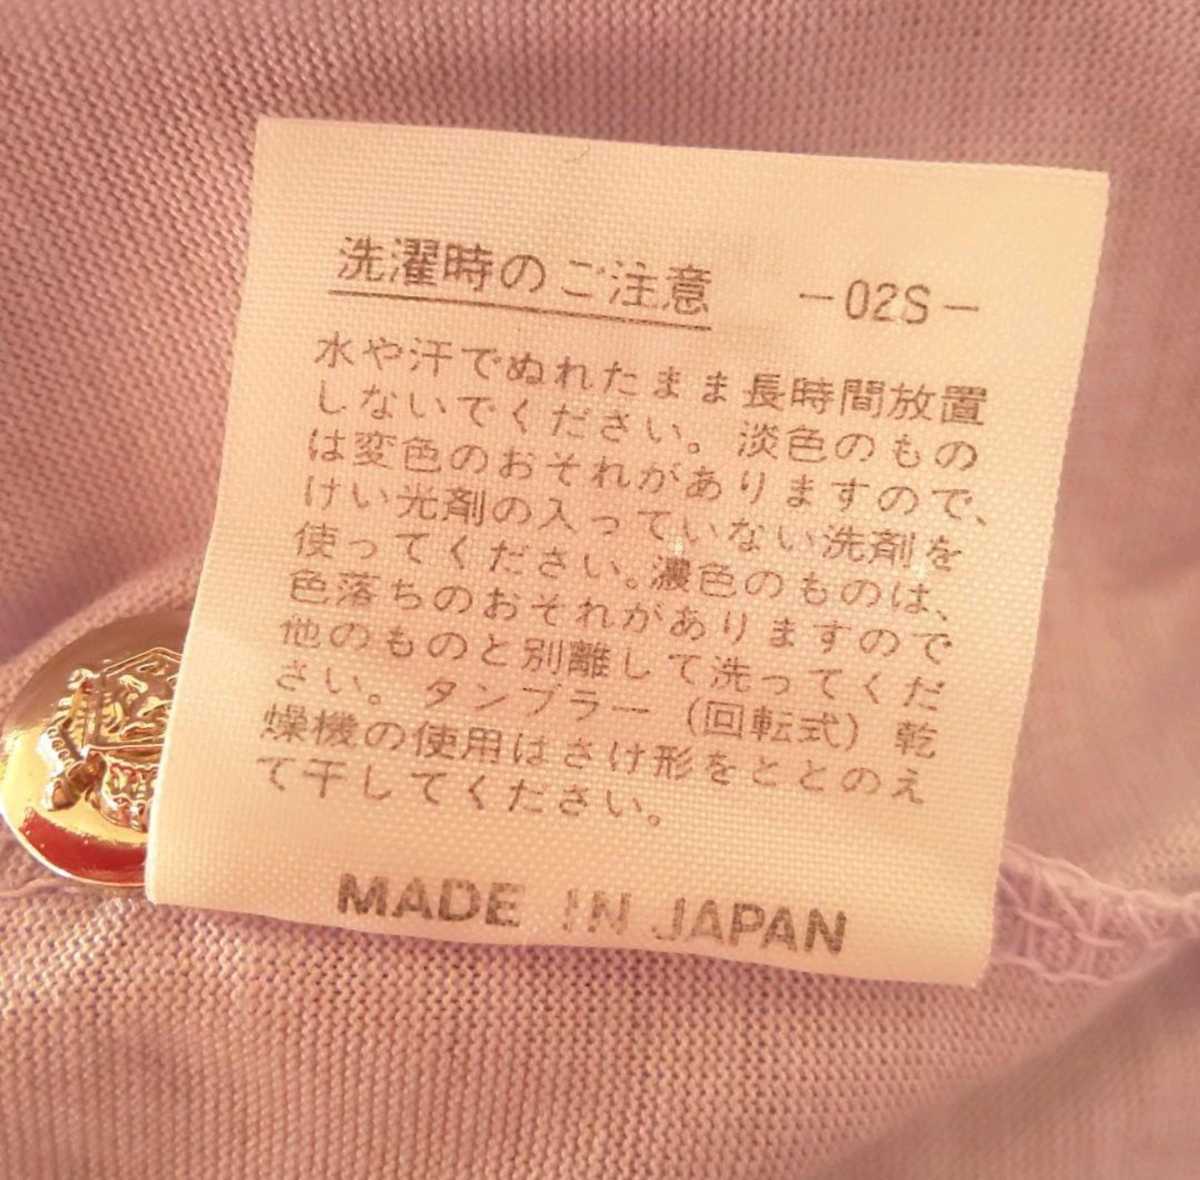 洗濯時のご注意 －02S－
水や汗でぬれたまま長時間放置
しないでください。淡色のもの
は変色のおそれがありますので、
けい光剤の入っていない洗剤を
使ってください。濃色のものは、
色落ちのおそれがありますので
他のものと別離して洗ってくだ
さい。タンブラー（回転式）乾
燥機の使用はさけ形をととのえ
て干してください。
MADE IN JAPAN